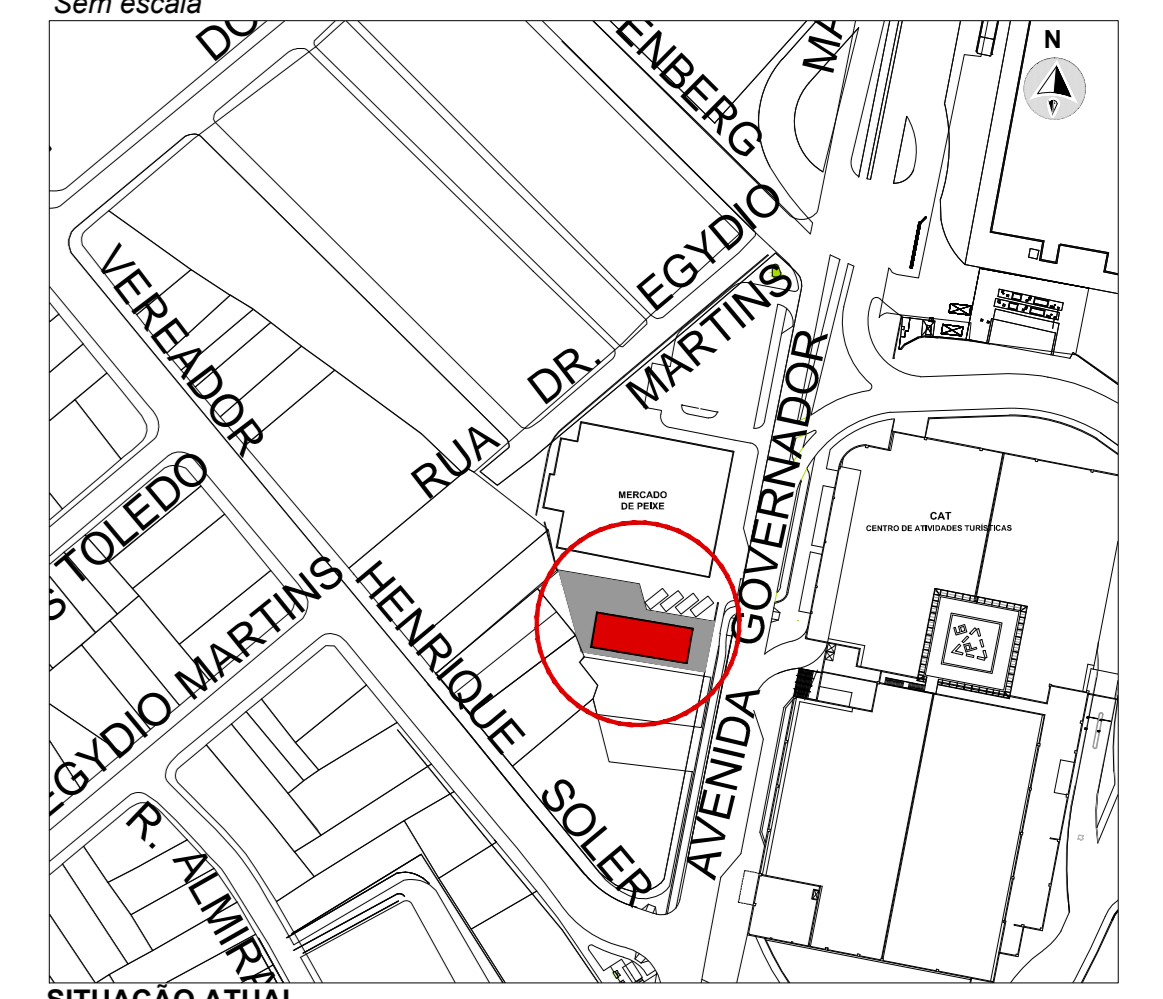 Sem escala
DO
ENBERG
MA
N
EGYDIO
MARTINS
DR.
RUA
VEREADOR
GOVERNADOR
AVENIDA
MERCADO
DE PEIXE
CAT
CENTRO DE ATIVIDADES TURÍSTICAS
S TOLEDO
EGYDIO MARTINS
HENRIQUE
SOLER
R. ALMIRA
SITUAÇÃO ATUAL